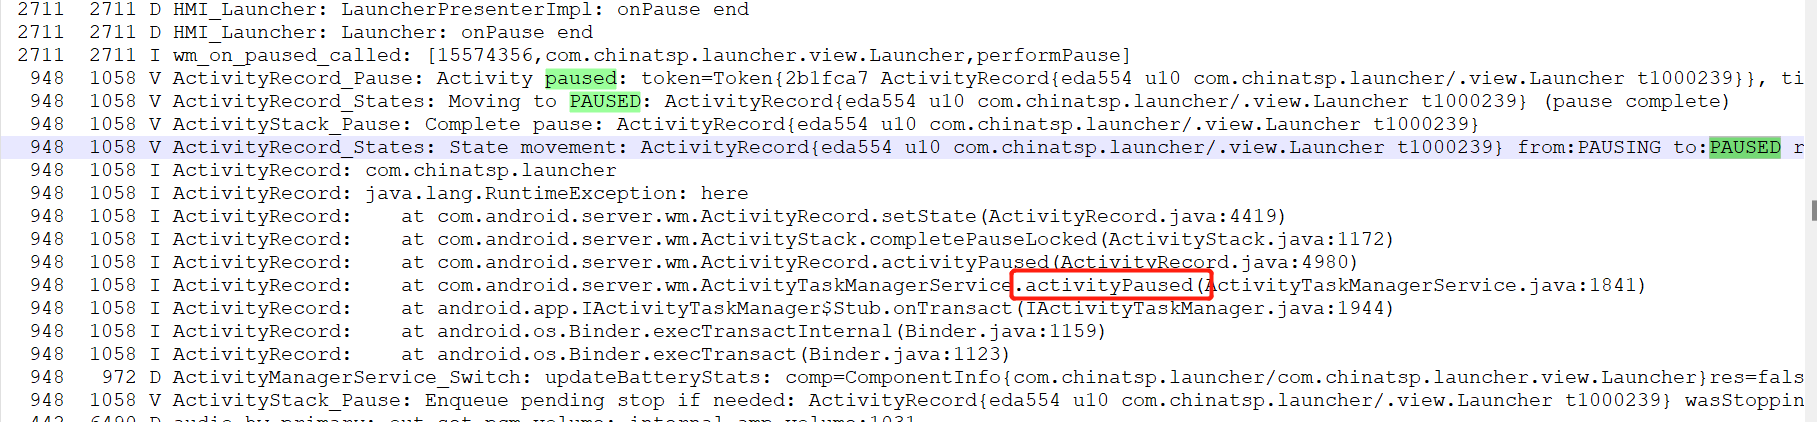 2711 2711 D HMI_Launcher: LauncherPresenterImpl: onPause end
2711 2711 D HMI_Launcher: Launcher: onPause end
2711 2711 I wm_on_paused_called: [15574356,com.chinatsp.launcher.view.Launcher,performPause]
948 1058 V ActivityRecord_Pause: Activity paused: token=Token{2b1fca7 ActivityRecord{eda554 u10 com.chinatsp.launcher/.view.Launcher t1000239}}, ti
948 1058 V ActivityRecord_States: Moving to PAUSED: ActivityRecord{eda554 u10 com.chinatsp.launcher/.view.Launcher t1000239} (pause complete)
948 1058 V ActivityStack_Pause: Complete pause: ActivityRecord{eda554 u10 com.chinatsp.launcher/.view.Launcher t1000239}
948 1058 V ActivityRecord_States: State movement: ActivityRecord{eda554 u10 com.chinatsp.launcher/.view.Launcher t1000239} from:PAUSING to:PAUSED r
948 1058 I ActivityRecord: com.chinatsp.launcher
948 1058 I ActivityRecord: java.lang.RuntimeException: here
948 1058 I ActivityRecord: at com.android.server.wm.ActivityRecord.setState(ActivityRecord.java:4419)
948 1058 I ActivityRecord: at com.android.server.wm.ActivityStack.completePauseLocked(ActivityStack.java:1172)
948 1058 I ActivityRecord: at com.android.server.wm.ActivityRecord.activityPaused(ActivityRecord.java:4980)
948 1058 I ActivityRecord: at com.android.server.wm.ActivityTaskManagerService.activityPaused(ActivityTaskManagerService.java:1841)
948 1058 I ActivityRecord: at android.app.IActivityTaskManager$Stub.onTransact(IActivityTaskManager.java:1944)
948 1058 I ActivityRecord: at android.os.Binder.execTransactInternal(Binder.java:1159)
948 1058 I ActivityRecord: at android.os.Binder.execTransact(Binder.java:1123)
948 972 D ActivityManagerService_Switch: updateBatteryStats: comp=ComponentInfo{com.chinatsp.launcher/com.chinatsp.launcher.view.Launcher}res=fals
948 1058 V ActivityStack_Pause: Enqueue pending stop if needed: ActivityRecord{eda554 u10 com.chinatsp.launcher/.view.Launcher t1000239} wasStoppin